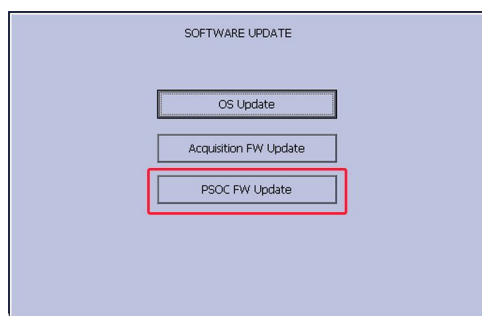 SOFTWARE UPDATE
OS Update
Acquisition FW Update
PSOC FW Update